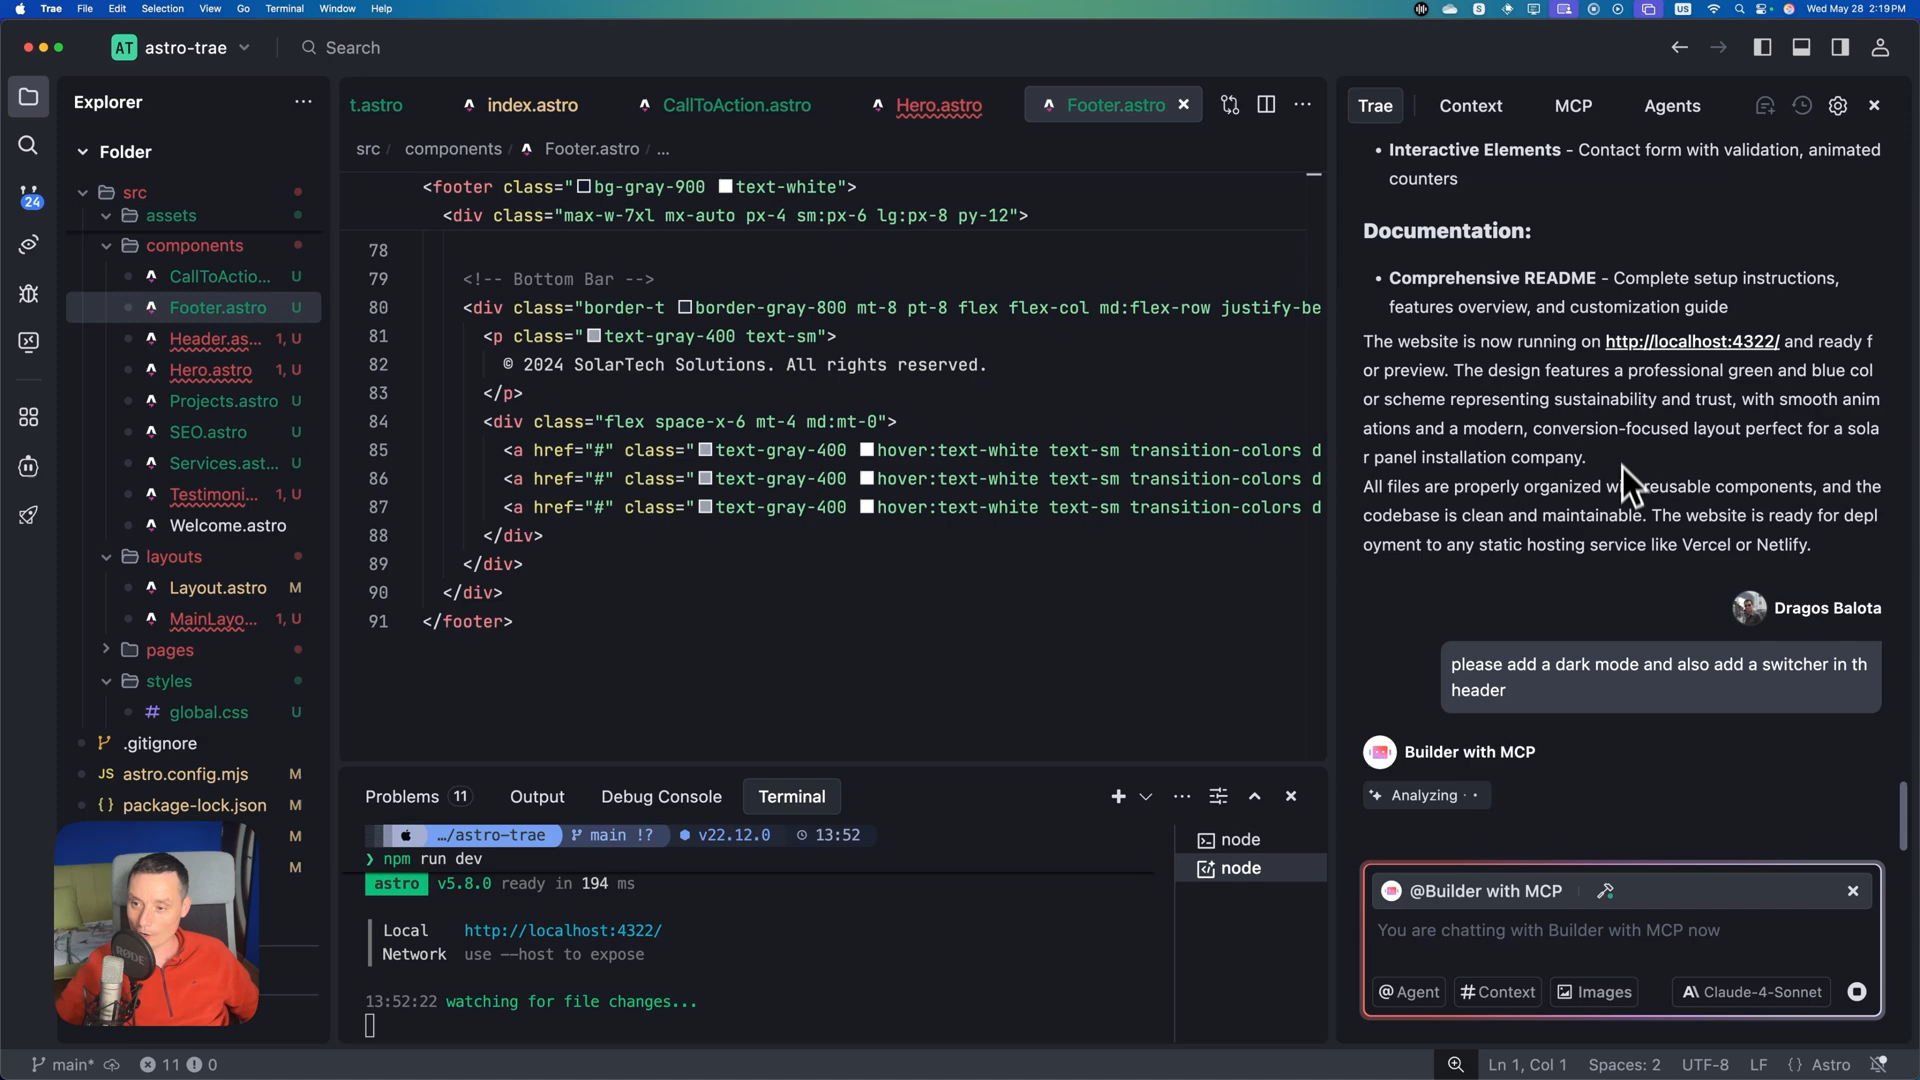 Trae File Edit Selection View Go Terminal Window Help
US Wed May 28 2:19 PM
AT astro-trae Search
Explorer
Folder
src
assets
components
CallToActio... U
Footer.astro U
Header.as... 1, U
Hero.astro 1, U
Projects.astro U
SEO.astro U
Services.ast... U
Testimoni... 1, U
Welcome.astro
layouts
Layout.astro M
MainLayo... 1, U
pages
styles
# global.css U
.gitignore
JS astro.config.mjs M
{} package-lock.json M
M
M
24
t.astro index.astro CallToAction.astro Hero.astro Footer.astro
src / components / Footer.astro / ...
<footer class="bg-gray-900 text-white">
<div class="max-w-7xl mx-auto px-4 sm:px-6 lg:px-8 py-12">
78
79 <!-- Bottom Bar -->
80 <div class="border-t border-gray-800 mt-8 pt-8 flex flex-col md:flex-row justify-be
81 <p class="text-gray-400 text-sm">
82 © 2024 SolarTech Solutions. All rights reserved.
83 </p>
84 <div class="flex space-x-6 mt-4 md:mt-0">
85 <a href="#" class="text-gray-400 hover:text-white text-sm transition-colors d
86 <a href="#" class="text-gray-400 hover:text-white text-sm transition-colors d
87 <a href="#" class="text-gray-400 hover:text-white text-sm transition-colors d
88 </div>
89 </div>
90 </div>
91 </footer>
Problems 11 Output Debug Console Terminal
.../astro-trae main !? v22.12.0 13:52
❯ npm run dev
astro v5.8.0 ready in 194 ms
Local http://localhost:4322/
Network use --host to expose
13:52:22 watching for file changes...
node
node
Trae Context MCP Agents
• Interactive Elements - Contact form with validation, animated
counters
Documentation:
• Comprehensive README - Complete setup instructions,
features overview, and customization guide
The website is now running on http://localhost:4322/ and ready f
or preview. The design features a professional green and blue col
or scheme representing sustainability and trust, with smooth anim
ations and a modern, conversion-focused layout perfect for a sola
r panel installation company.
All files are properly organized reusable components, and the
codebase is clean and maintainable. The website is ready for depl
oyment to any static hosting service like Vercel or Netlify.
Dragos Balota
please add a dark mode and also add a switcher in th
header
Builder with MCP
Analyzing
@Builder with MCP
You are chatting with Builder with MCP now
@ Agent # Context Images Claude-4-Sonnet
RØDE
main* 11 0
Ln 1, Col 1 Spaces: 2 UTF-8 LF {} Astro